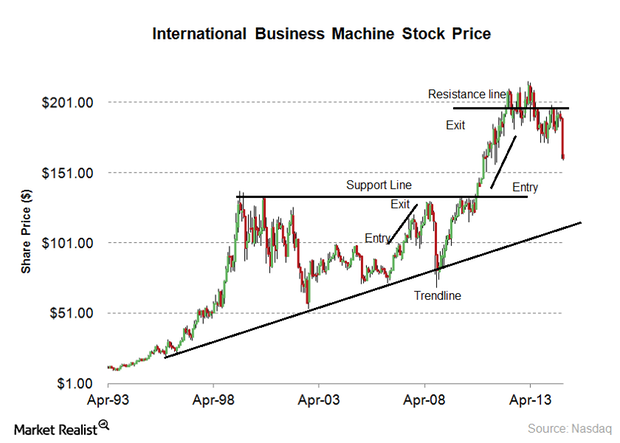 International Business Machine Stock Price
Share Price ($)
$201.00
$151.00
$101.00
$51.00
$1.00
Resistance line
Exit
Support Line
Exit
Entry
Entry
Trendline
Apr-93
Apr-98
Apr-03
Apr-08
Apr-13
Market Realist
Source: Nasdaq